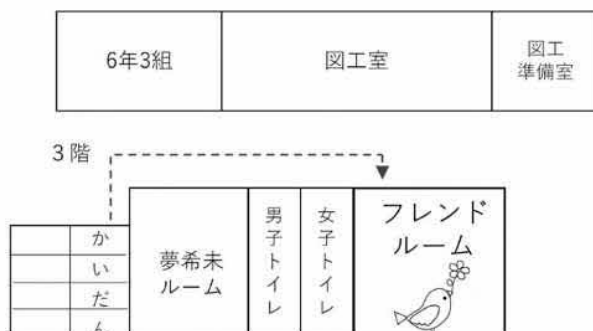 6年3組
図工室
図工
準備室
3階
かいだん
夢希未
ルーム
男子トイレ
女子トイレ
フレンド
ルーム